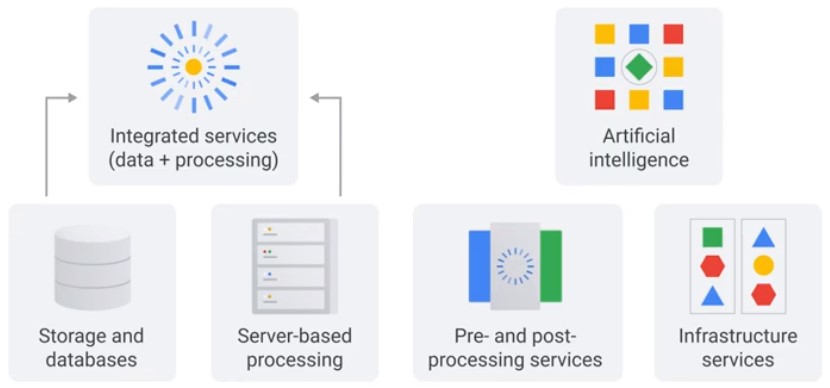 Integrated services
(data + processing)
Artificial
intelligence
Storage and
databases
Server-based
processing
Pre- and post-
processing services
Infrastructure
services